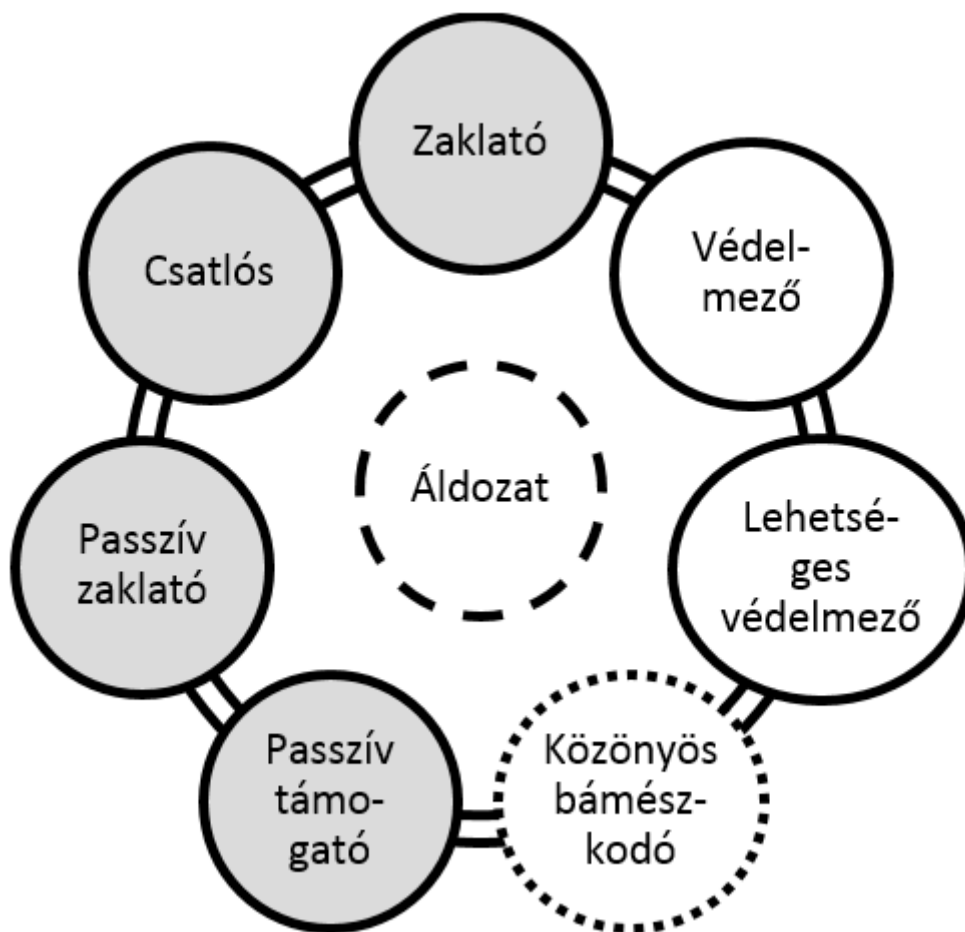 Zaklató
Csatlós
Védel-
mező
Áldozat
Passzív
zaklató
Lehetsé-
ges
védelmező
Passzív
támo-
gató
Közönyös
bámész-
kodó